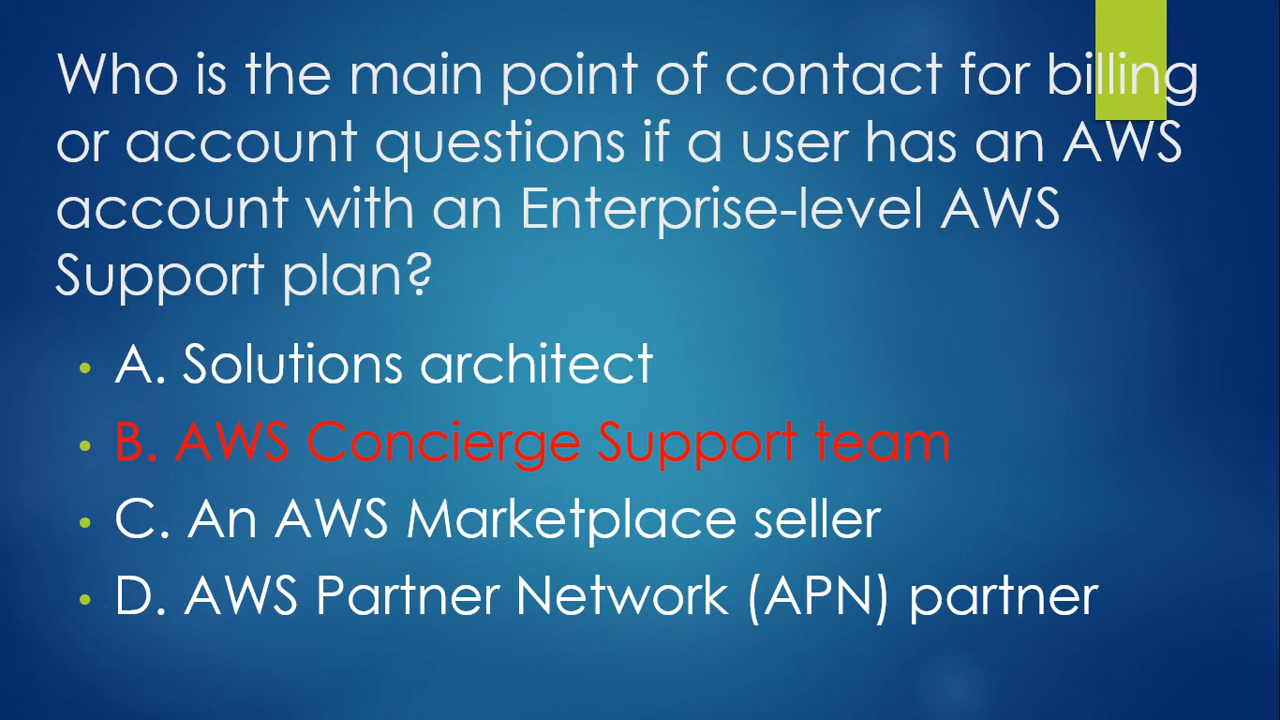 Who is the main point of contact for billing
or account questions if a user has an AWS
account with an Enterprise-level AWS
Support plan?
• A. Solutions architect
• B. AWS Concierge Support team
• C. An AWS Marketplace seller
• D. AWS Partner Network (APN) partner